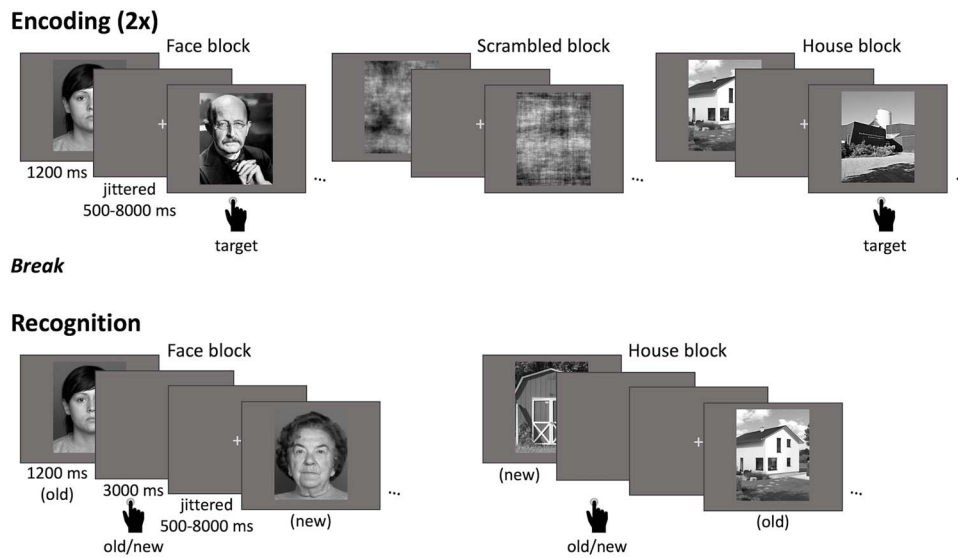 Encoding (2x)
Face block
Scrambled block
House block
1200 ms
jittered
500-8000 ms
...
...
...
target
target
Break
Recognition
Face block
House block
1200 ms
(old)
3000 ms
jittered
500-8000 ms
(new)
...
old/new
(new)
old/new
(old)
...